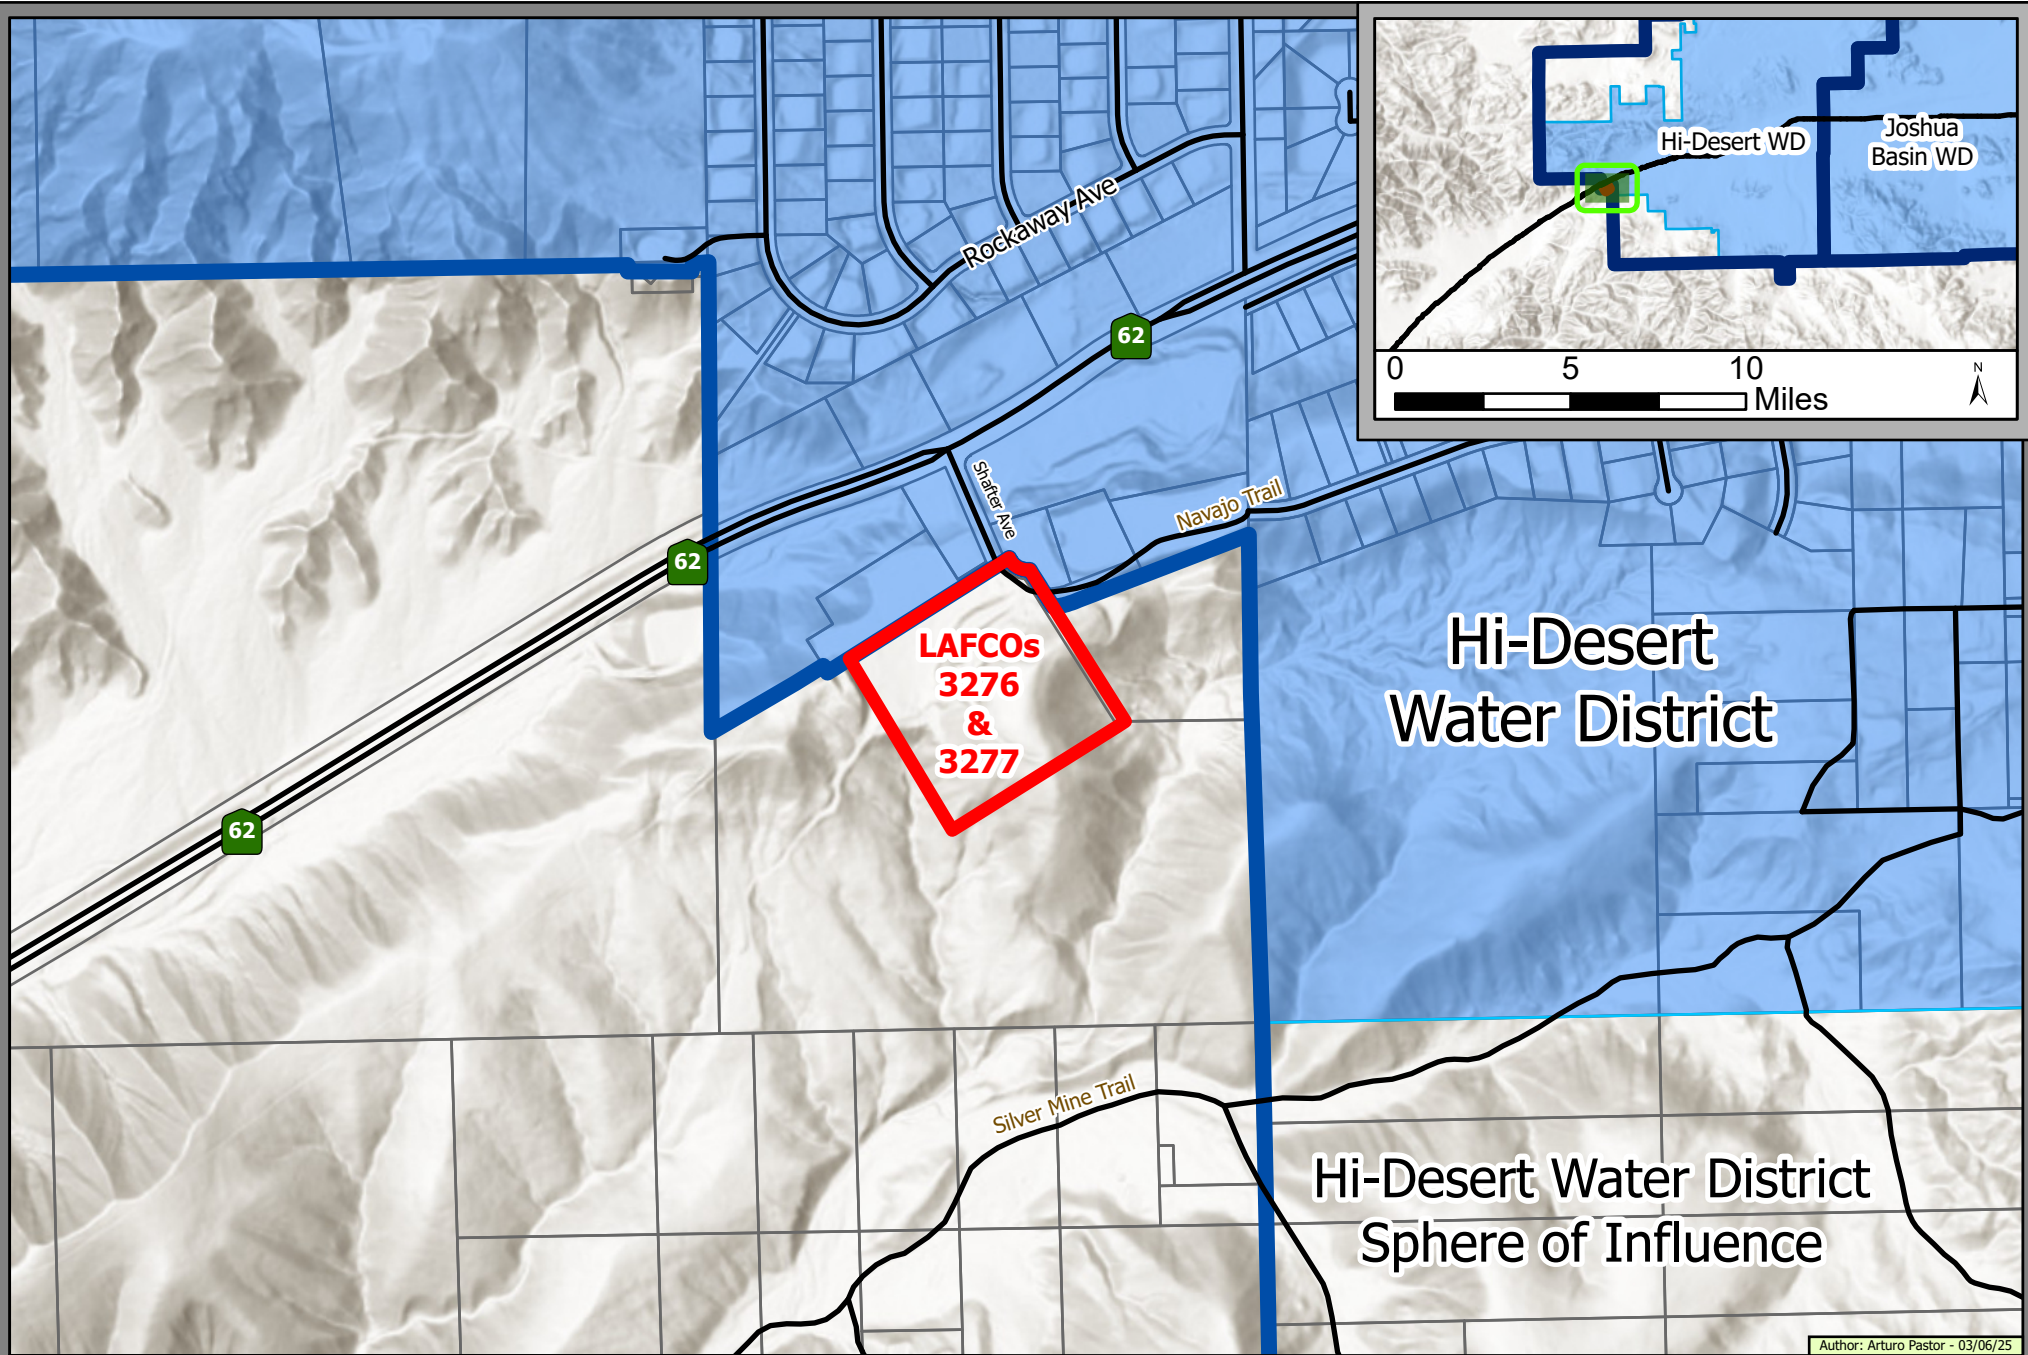 Hi-Desert WD
Joshua
Basin WD
0 5 10
Miles
N
Rockaway Ave
62
Shafter Ave
Navajo Trail
62
LAFCOs
3276
&
3277
Hi-Desert
Water District
62
Silver Mine Trail
Hi-Desert Water District
Sphere of Influence
Author: Arturo Pastor - 03/06/25